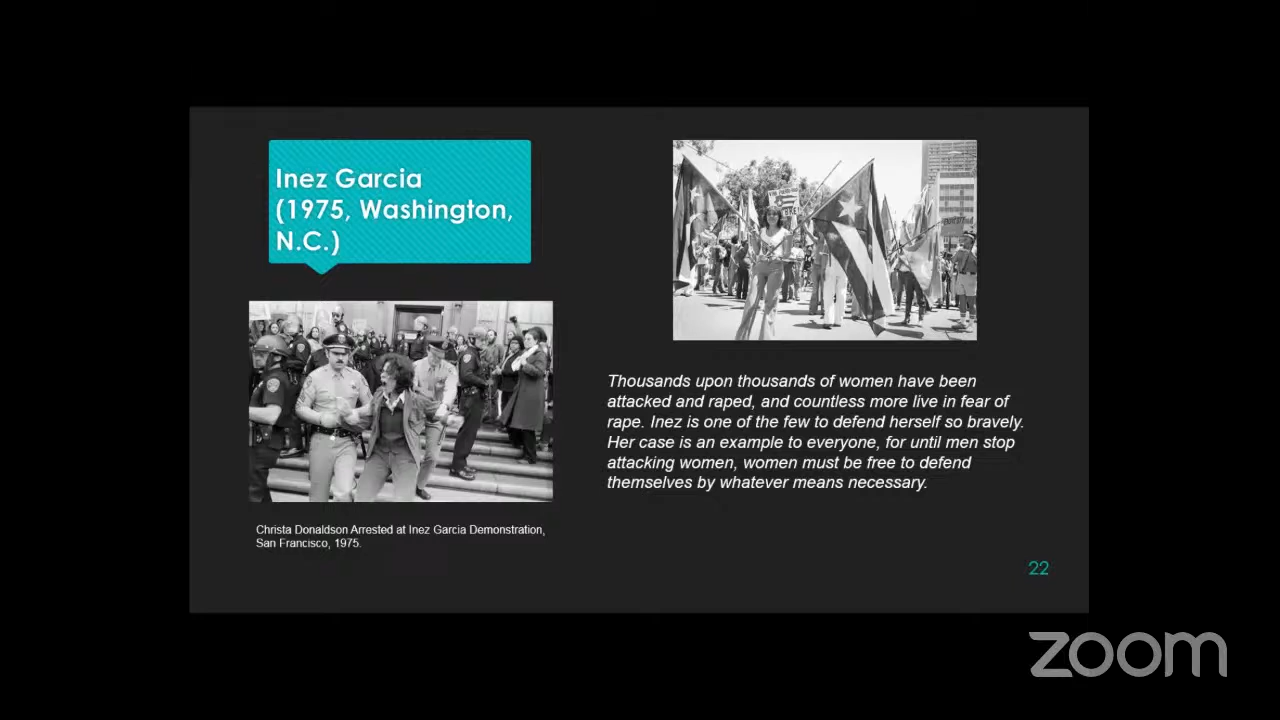 Inez Garcia
(1975, Washington,
N.C.)
Christa Donaldson Arrested at Inez Garcia Demonstration,
San Francisco, 1975.
Thousands upon thousands of women have been
attacked and raped, and countless more live in fear of
rape. Inez is one of the few to defend herself so bravely.
Her case is an example to everyone, for until men stop
attacking women, women must be free to defend
themselves by whatever means necessary.
22
zoom